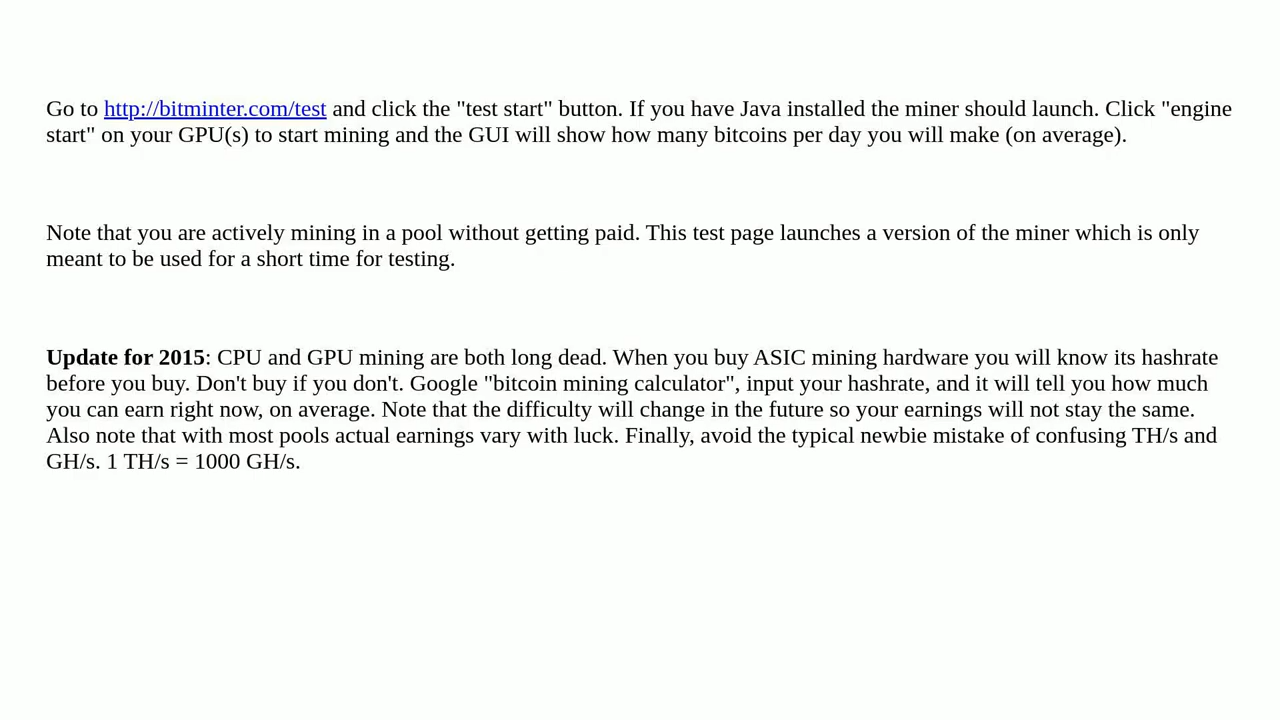 Go to http://bitminter.com/test and click the "test start" button. If you have Java installed the miner should launch. Click "engine
start" on your GPU(s) to start mining and the GUI will show how many bitcoins per day you will make (on average).
Note that you are actively mining in a pool without getting paid. This test page launches a version of the miner which is only
meant to be used for a short time for testing.
Update for 2015: CPU and GPU mining are both long dead. When you buy ASIC mining hardware you will know its hashrate
before you buy. Don't buy if you don't. Google "bitcoin mining calculator", input your hashrate, and it will tell you how much
you can earn right now, on average. Note that the difficulty will change in the future so your earnings will not stay the same.
Also note that with most pools actual earnings vary with luck. Finally, avoid the typical newbie mistake of confusing TH/s and
GH/s. 1 TH/s = 1000 GH/s.